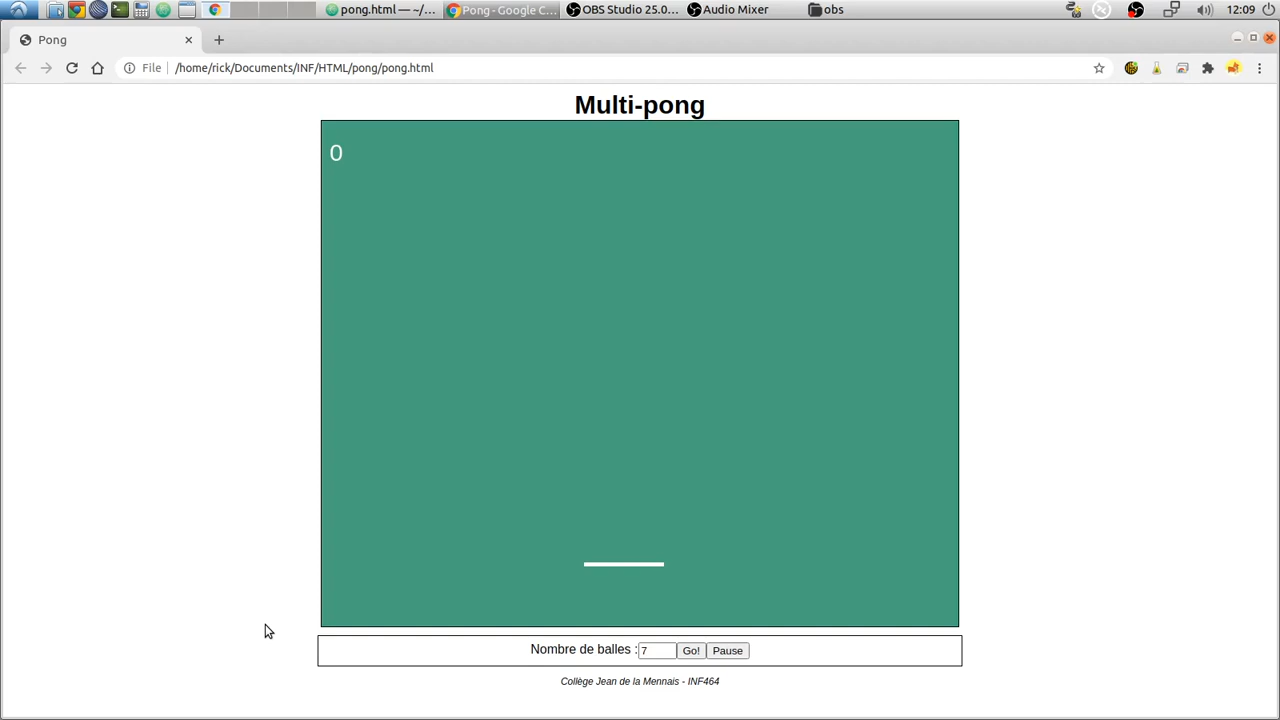 pong.html — ~/...
Pong - Google C...
OBS Studio 25.0...
Audio Mixer
obs
12:09
Pong
File
/home/rick/Documents/INF/HTML/pong/pong.html
Multi-pong
0
Nombre de balles : 7 Go! Pause
Collège Jean de la Mennais - INF464